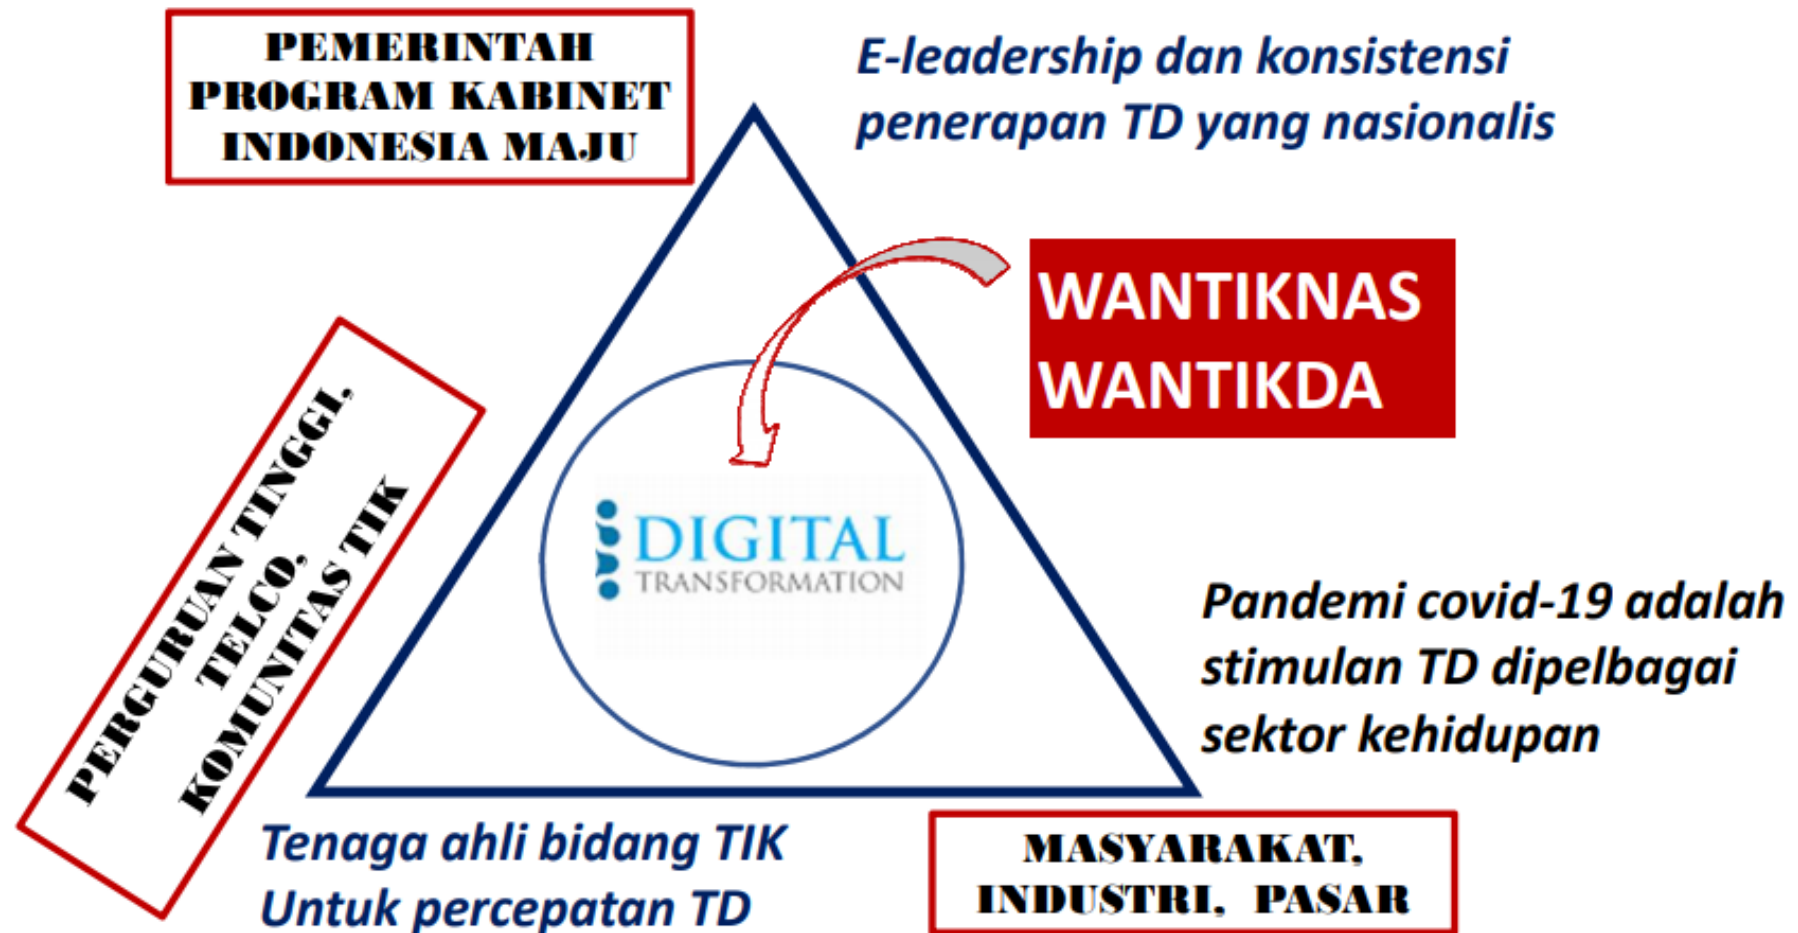 PEMERINTAH
PROGRAM KABINET
INDONESIA MAJU
E-leadership dan konsistensi
penerapan TD yang nasionalis
WANTIKNAS
WANTIKDA
PERGURUAN TINGGI,
TELCO,
KOMUNITAS TIK
DIGITAL
TRANSFORMATION
Pandemi covid-19 adalah
stimulan TD dipelbagai
sektor kehidupan
Tenaga ahli bidang TIK
Untuk percepatan TD
MASYARAKAT,
INDUSTRI, PASAR